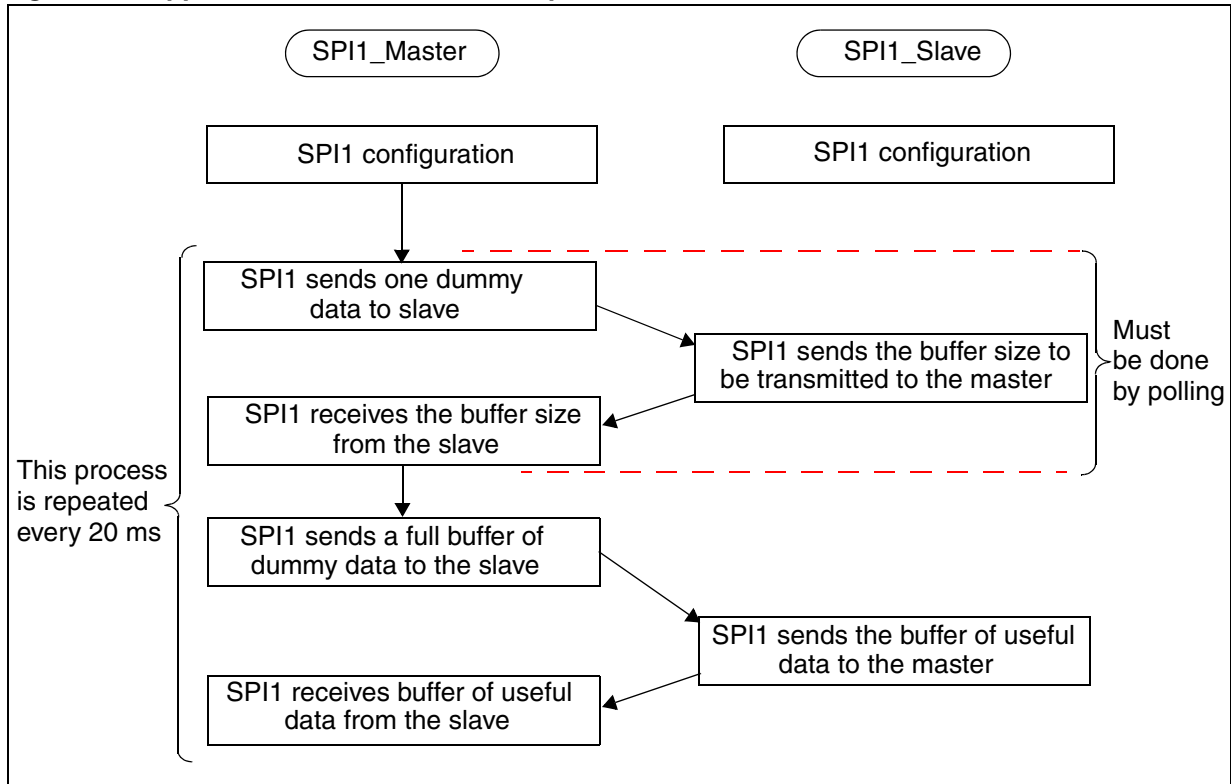 SPI1_Master
SPI1_Slave
SPI1 configuration
SPI1 configuration
SPI1 sends one dummy
data to slave
SPI1 sends the buffer size to
be transmitted to the master
Must
be done
by polling
SPI1 receives the buffer size
from the slave
This process
is repeated
every 20 ms
SPI1 sends a full buffer of
dummy data to the slave
SPI1 sends the buffer of useful
data to the master
SPI1 receives buffer of useful
data from the slave